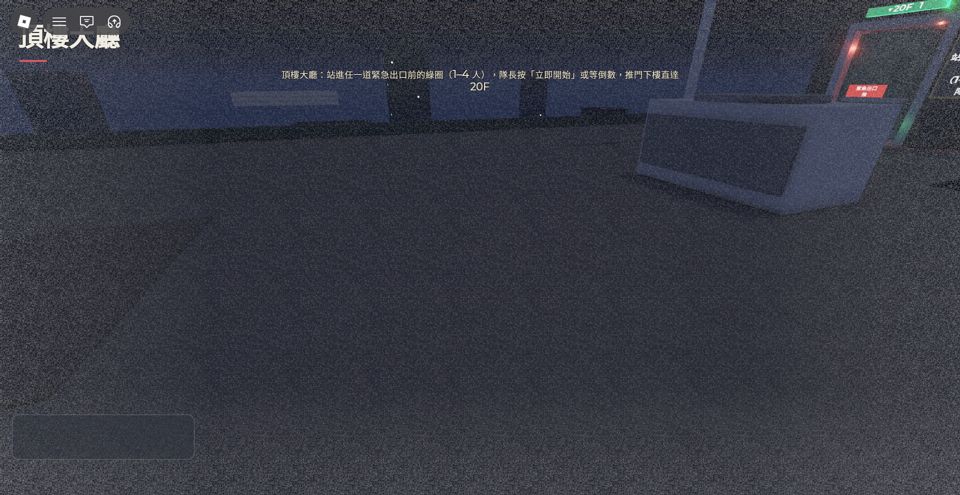 頂樓大廳
頂樓大廳：站進任一道緊急出口前的綠圈（1–4 人），隊長按「立即開始」或等倒數，推門下樓直達
20F
20F 1
緊急出口